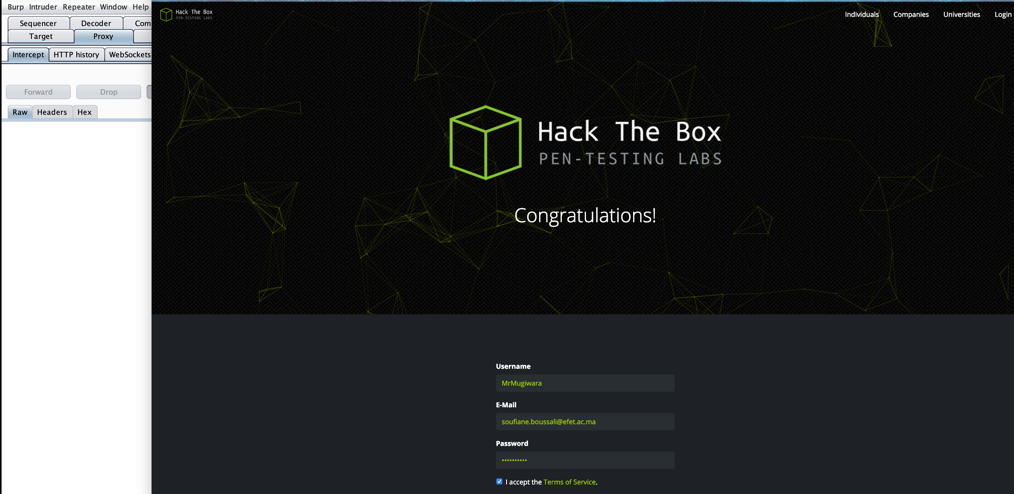 Burp Intruder Repeater Window Help
Sequencer Decoder Com
Target Proxy
Intercept HTTP history WebSockets
Forward Drop
Raw Headers Hex
Hack The Box
PEN-TESTING LABS
Individuals Companies Universities Login
Hack The Box
PEN-TESTING LABS
Congratulations!
Username
MrMugiwara
E-Mail
soufiane.boussali@efet.ac.ma
Password
••••••••••
I accept the Terms of Service.